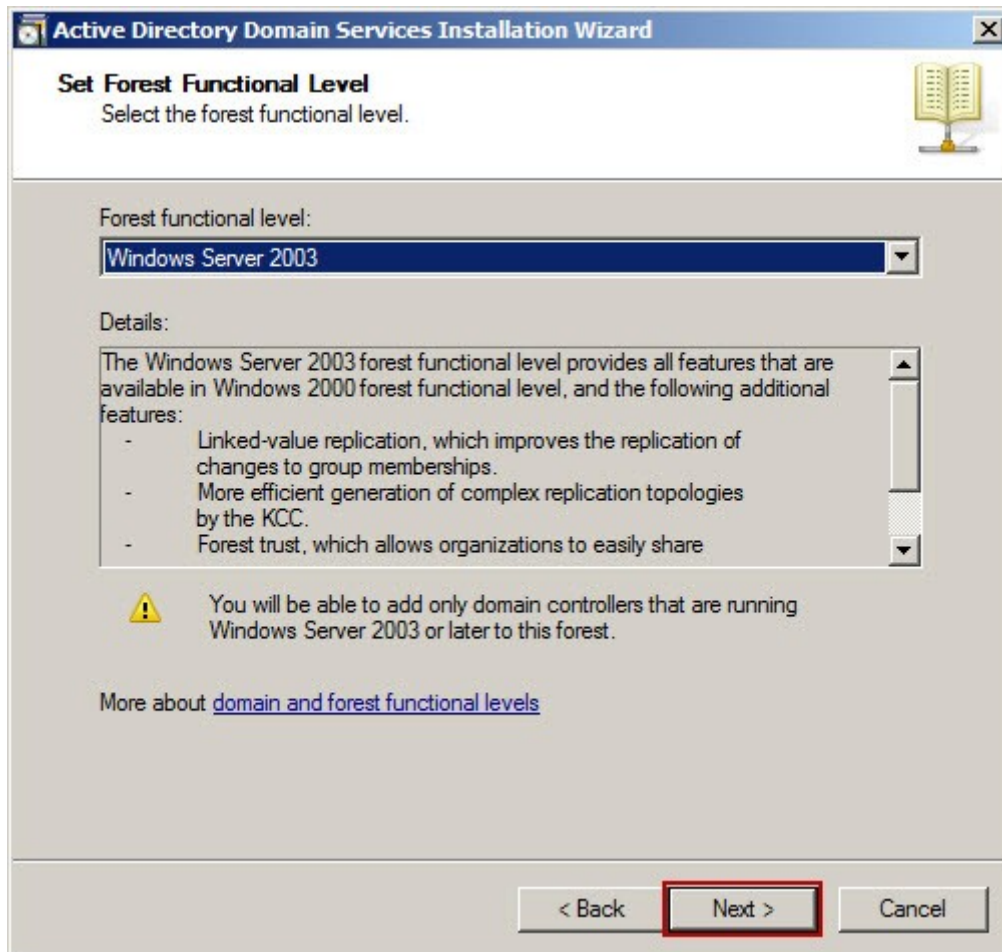 Active Directory Domain Services Installation Wizard
Set Forest Functional Level
Select the forest functional level.
Forest functional level:
Windows Server 2003
Details:
The Windows Server 2003 forest functional level provides all features that are
available in Windows 2000 forest functional level, and the following additional
features:
- Linked-value replication, which improves the replication of
changes to group memberships.
- More efficient generation of complex replication topologies
by the KCC.
- Forest trust, which allows organizations to easily share
You will be able to add only domain controllers that are running
Windows Server 2003 or later to this forest.
More about domain and forest functional levels
< Back Next > Cancel